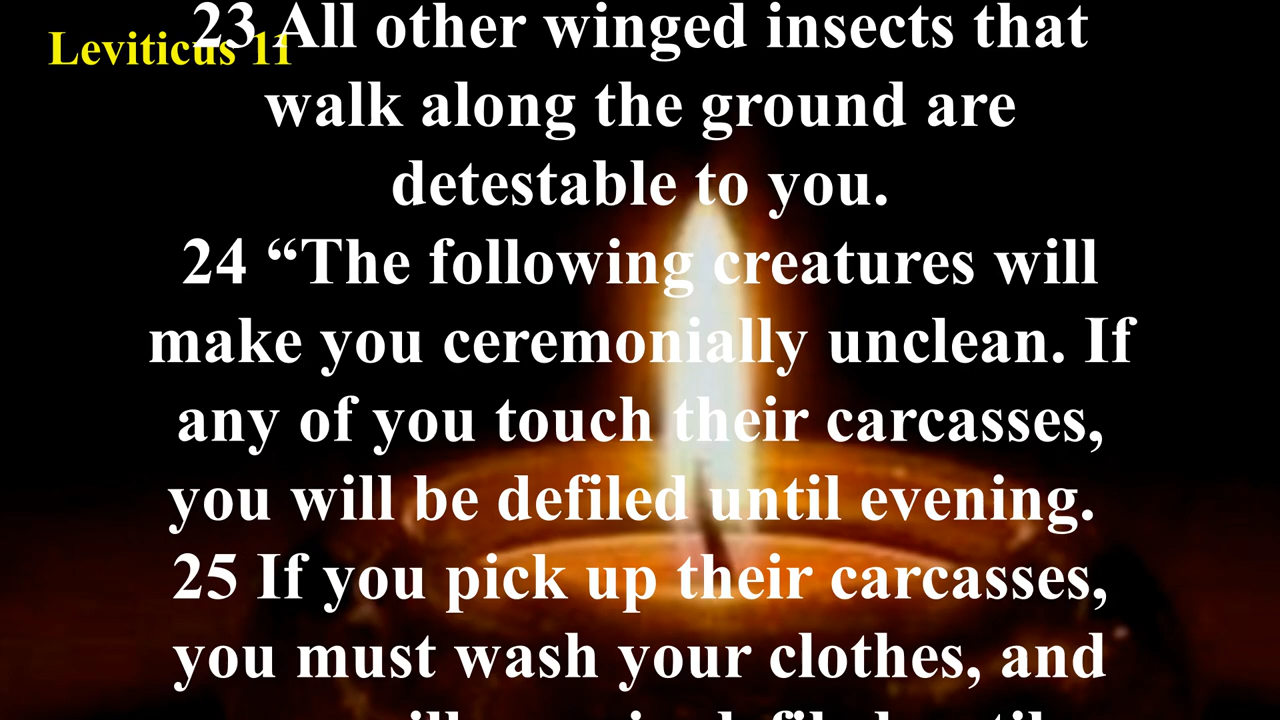 Leviticus 11
23 All other winged insects that
walk along the ground are
detestable to you.
24 “The following creatures will
make you ceremonially unclean. If
any of you touch their carcasses,
you will be defiled until evening.
25 If you pick up their carcasses,
you must wash your clothes, and